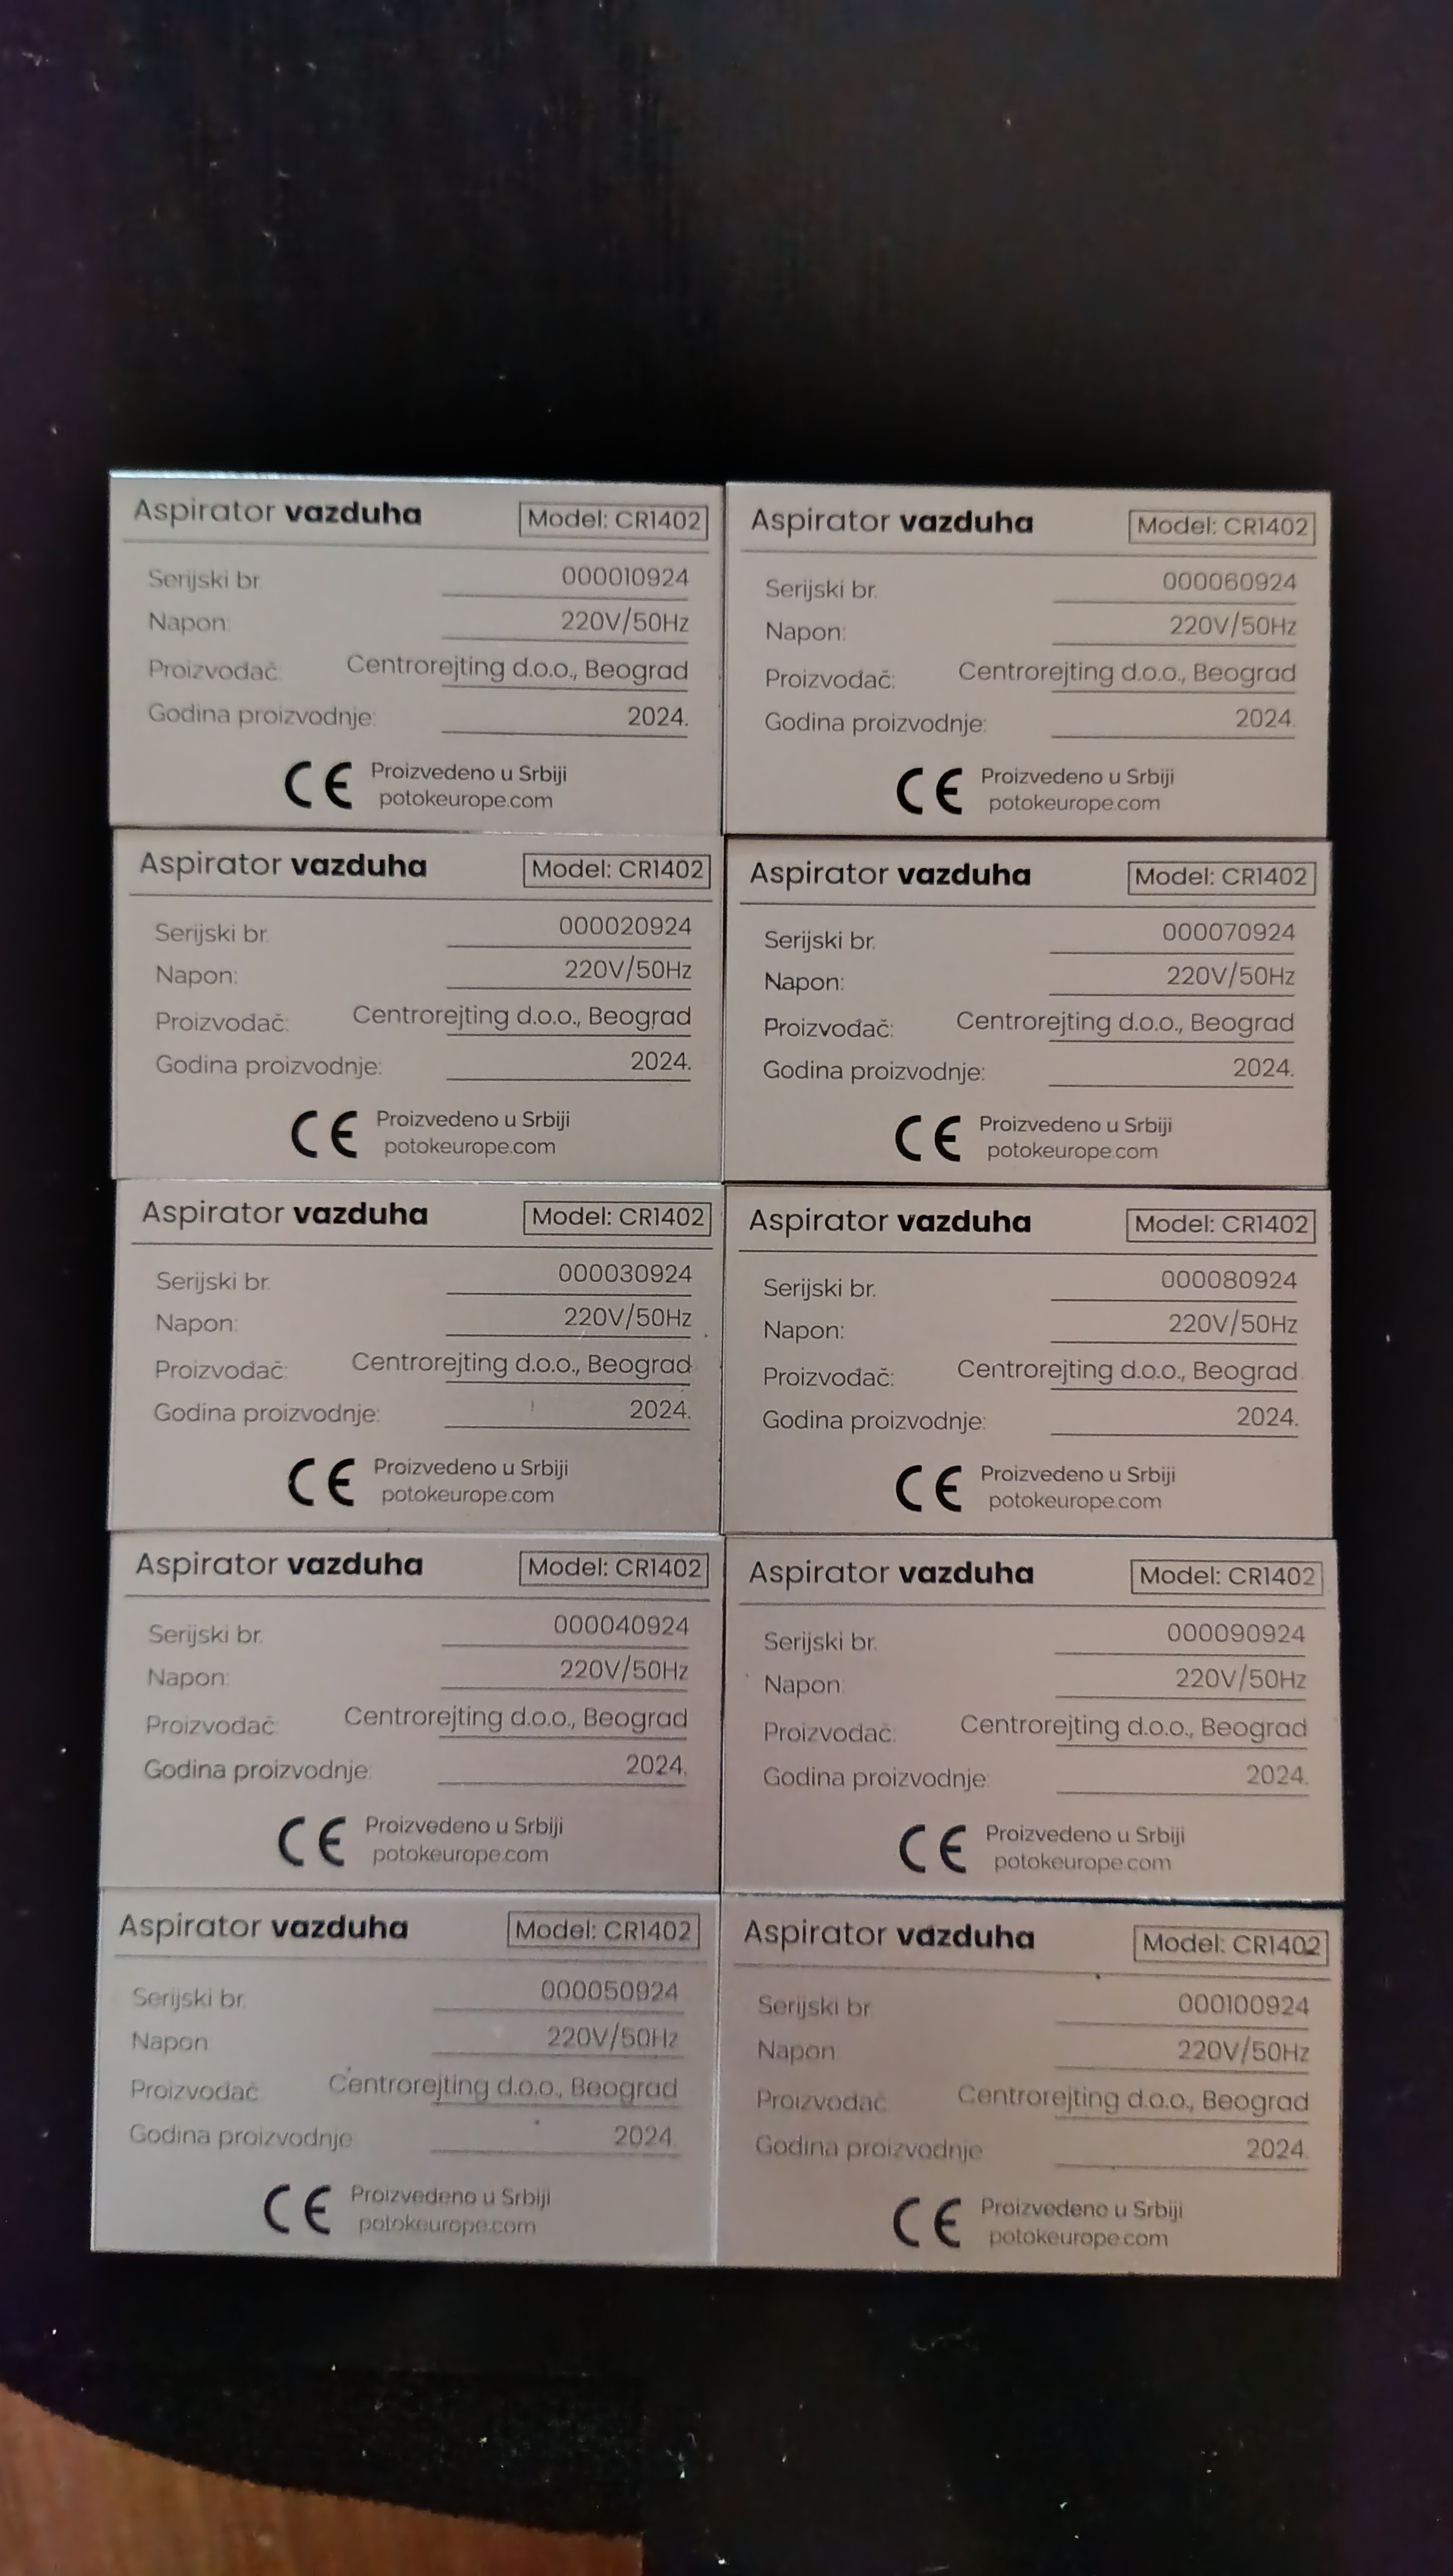 Aspirator vazduha Model: CR1402
Serijski br. 000010924
Napon: 220V/50Hz
Proizvođač: Centrorejting d.o.o., Beograd
Godina proizvodnje: 2024.
CE Proizvedeno u Srbiji
potokeurope.com
Aspirator vazduha Model: CR1402
Serijski br. 000020924
Napon: 220V/50Hz
Proizvođač: Centrorejting d.o.o., Beograd
Godina proizvodnje: 2024.
CE Proizvedeno u Srbiji
potokeurope.com
Aspirator vazduha Model: CR1402
Serijski br. 000030924
Napon: 220V/50Hz
Proizvođač: Centrorejting d.o.o., Beograd
Godina proizvodnje: 2024.
CE Proizvedeno u Srbiji
potokeurope.com
Aspirator vazduha Model: CR1402
Serijski br. 000040924
Napon: 220V/50Hz
Proizvođač: Centrorejting d.o.o., Beograd
Godina proizvodnje: 2024.
CE Proizvedeno u Srbiji
potokeurope.com
Aspirator vazduha Model: CR1402
Serijski br. 000050924
Napon: 220V/50Hz
Proizvođač: Centrorejting d.o.o., Beograd
Godina proizvodnje: 2024.
CE Proizvedeno u Srbiji
potokeurope.com
Aspirator vazduha Model: CR1402
Serijski br. 000060924
Napon: 220V/50Hz
Proizvođač: Centrorejting d.o.o., Beograd
Godina proizvodnje: 2024.
CE Proizvedeno u Srbiji
potokeurope.com
Aspirator vazduha Model: CR1402
Serijski br. 000070924
Napon: 220V/50Hz
Proizvođač: Centrorejting d.o.o., Beograd
Godina proizvodnje: 2024.
CE Proizvedeno u Srbiji
potokeurope.com
Aspirator vazduha Model: CR1402
Serijski br. 000080924
Napon: 220V/50Hz
Proizvođač: Centrorejting d.o.o., Beograd
Godina proizvodnje: 2024.
CE Proizvedeno u Srbiji
potokeurope.com
Aspirator vazduha Model: CR1402
Serijski br. 000090924
Napon: 220V/50Hz
Proizvođač: Centrorejting d.o.o., Beograd
Godina proizvodnje: 2024.
CE Proizvedeno u Srbiji
potokeurope.com
Aspirator vazduha Model: CR1402
Serijski br. 000100924
Napon: 220V/50Hz
Proizvođač: Centrorejting d.o.o., Beograd
Godina proizvodnje: 2024.
CE Proizvedeno u Srbiji
potokeurope.com